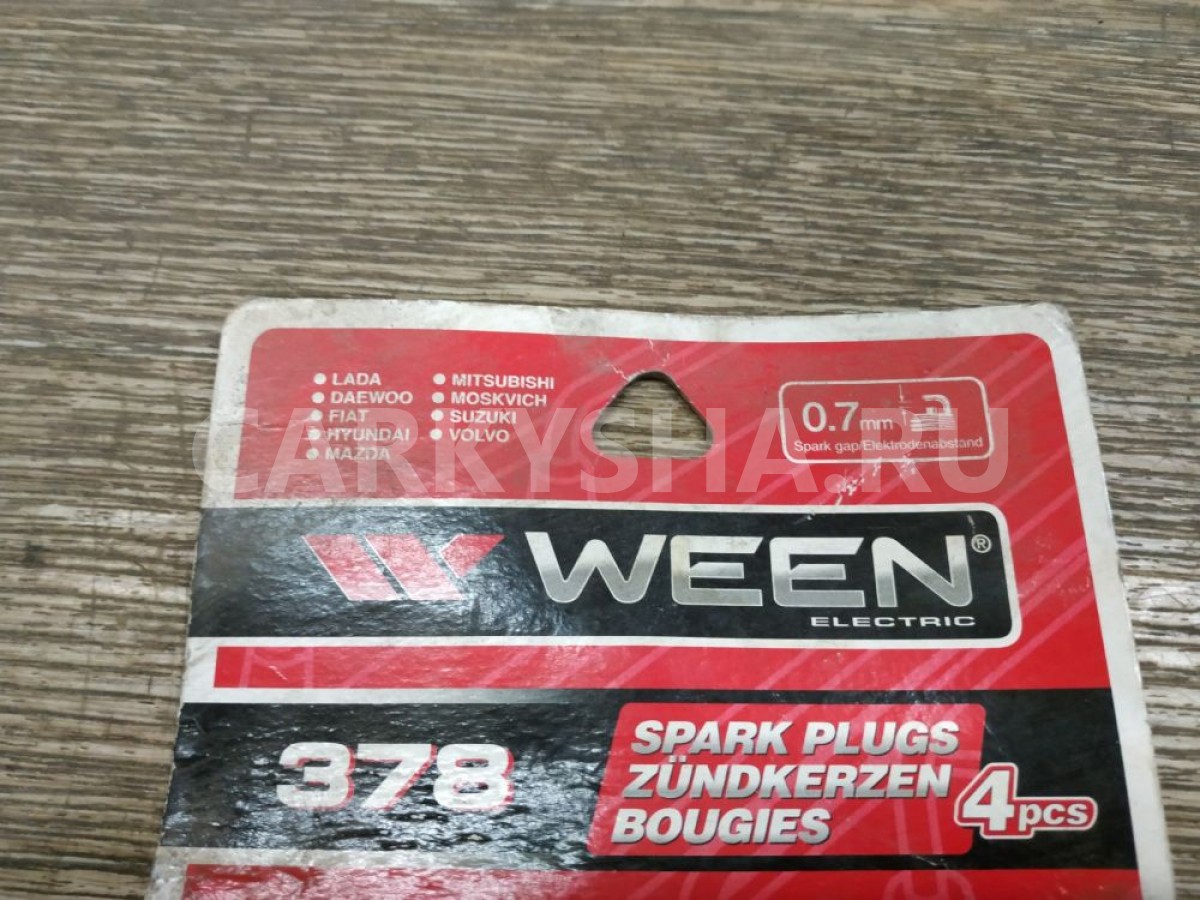 LADA
DAEWOO
FIAT
HYUNDAI
MAZDA
MITSUBISHI
MOSKVICH
SUZUKI
VOLVO
0.7mm
Spark gap/Elektrodenabstand
CARKYSHA.RU
WEEN®
ELECTRIC
378
SPARK PLUGS
ZÜNDKERZEN
BOUGIES
4pcs